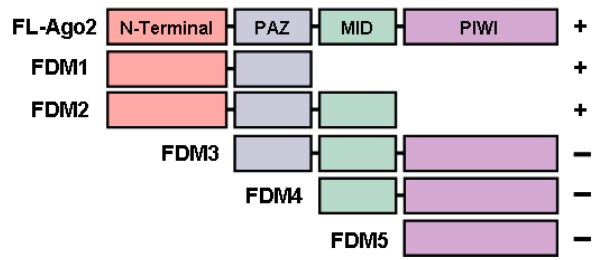 FL-Ago2 N-Terminal PAZ MID PIWI +
FDM1 +
FDM2 +
FDM3 −
FDM4 −
FDM5 −